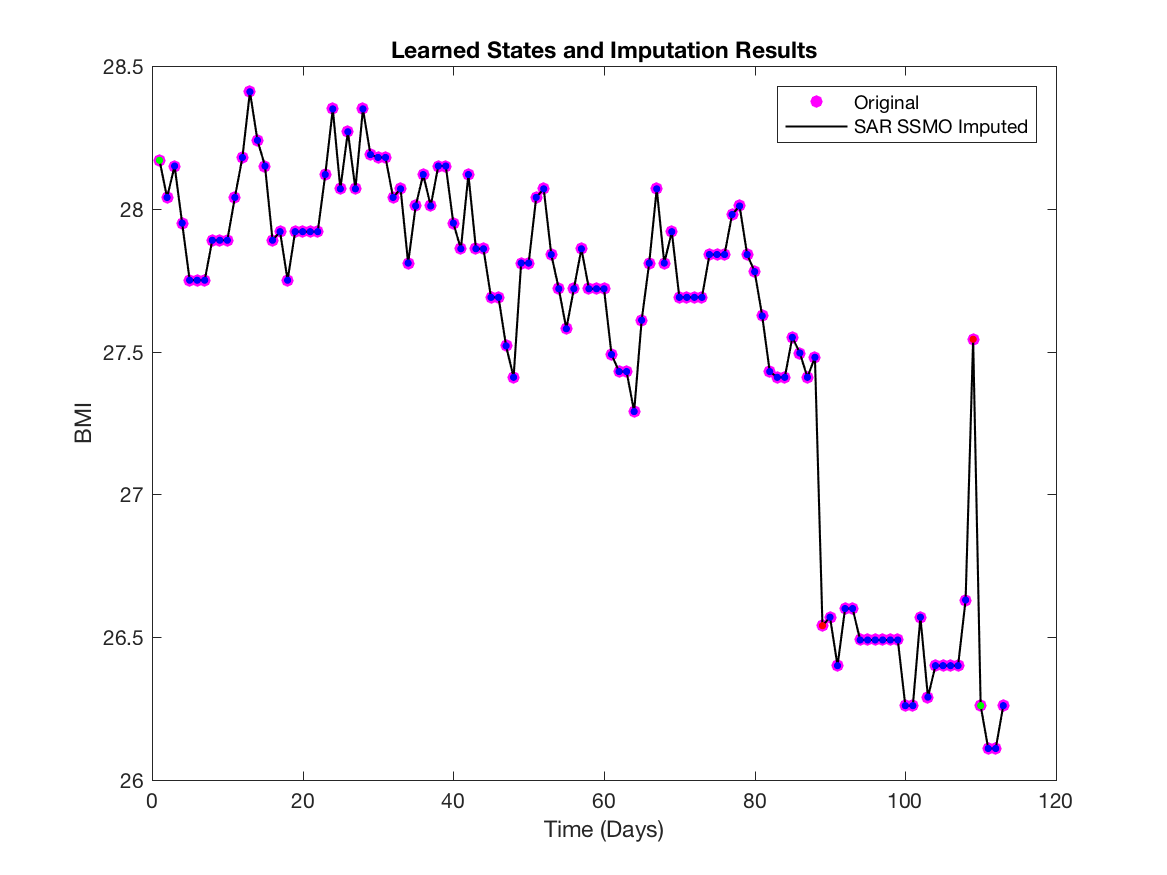 Learned States and Imputation Results
Original
SAR SSMO Imputed
28.5
28
27.5
27
26.5
26
BMI
0 20 40 60 80 100 120
Time (Days)